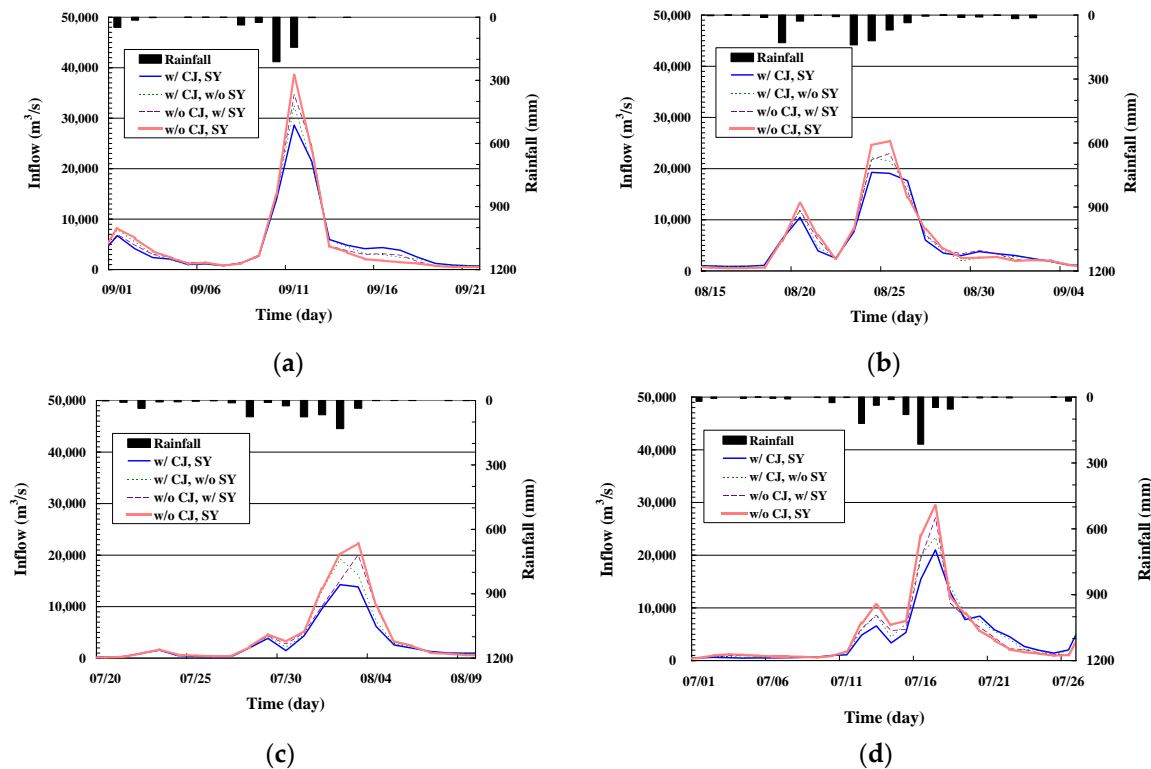 50,000
40,000
30,000
20,000
10,000
0
Inflow (m³/s)
0
300
600
900
1200
Rainfall (mm)
Rainfall
w/ CJ, SY
w/ CJ, w/o SY
w/o CJ, w/ SY
w/o CJ, SY
09/01 09/06 09/11 09/16 09/21
Time (day)
(a)
50,000
40,000
30,000
20,000
10,000
0
Inflow (m³/s)
0
300
600
900
1200
Rainfall (mm)
Rainfall
w/ CJ, SY
w/ CJ, w/o SY
w/o CJ, w/ SY
w/o CJ, SY
08/15 08/20 08/25 08/30 09/04
Time (day)
(b)
50,000
40,000
30,000
20,000
10,000
0
Inflow (m³/s)
0
300
600
900
1200
Rainfall (mm)
Rainfall
w/ CJ, SY
w/ CJ, w/o SY
w/o CJ, w/ SY
w/o CJ, SY
07/20 07/25 07/30 08/04 08/09
Time (day)
(c)
50,000
40,000
30,000
20,000
10,000
0
Inflow (m³/s)
0
300
600
900
1200
Rainfall (mm)
Rainfall
w/ CJ, SY
w/ CJ, w/o SY
w/o CJ, w/ SY
w/o CJ, SY
07/01 07/06 07/11 07/16 07/21 07/26
Time (day)
(d)